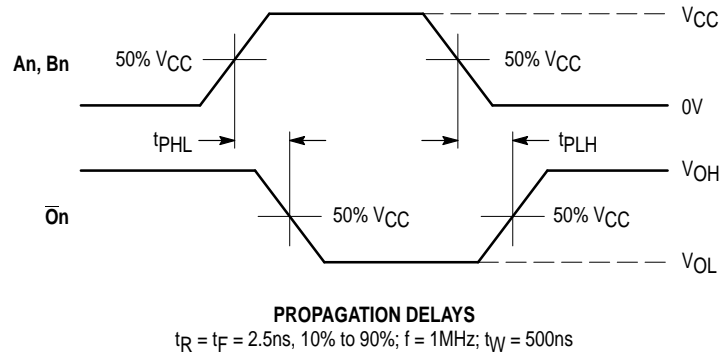 VCC
An, Bn
50% VCC
50% VCC
0V
tPHL
tPLH
VOH
O̅n
50% VCC
50% VCC
VOL
PROPAGATION DELAYS
tR = tF = 2.5ns, 10% to 90%; f = 1MHz; tW = 500ns